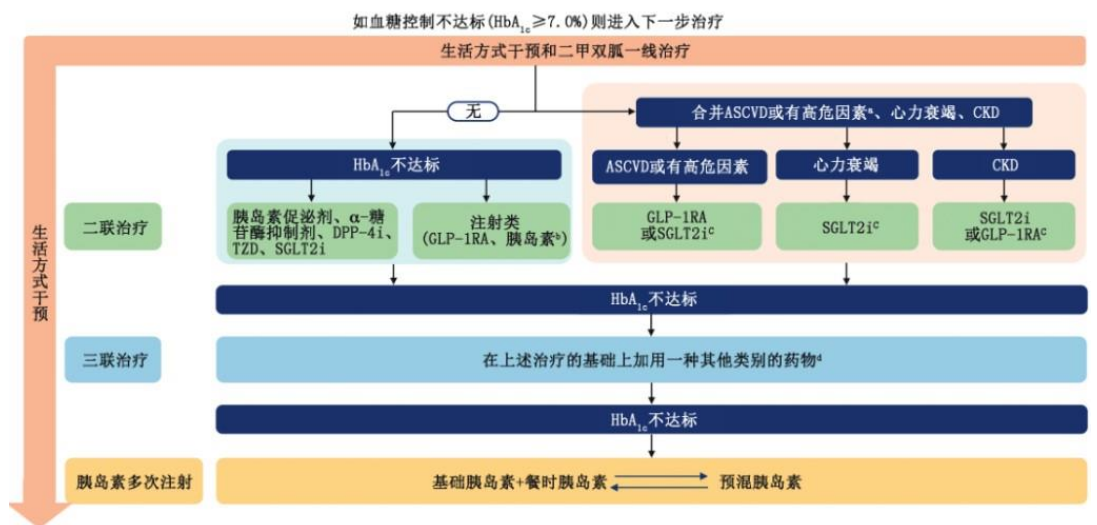 如血糖控制不达标(HbA1c≥7.0%)则进入下一步治疗
生活方式干预和二甲双胍一线治疗
无
合并ASCVD或有高危因素a、心力衰竭、CKD
HbA1c不达标
ASCVD或有高危因素
心力衰竭
CKD
生活方式干预
二联治疗
胰岛素促泌剂、α-糖
苷酶抑制剂、DPP-4i、
TZD、SGLT2i
注射类
(GLP-1RA、胰岛素b)
GLP-1RA
或SGLT2ic
SGLT2ic
SGLT2i
或GLP-1RAc
HbA1c不达标
三联治疗
在上述治疗的基础上加用一种其他类别的药物d
HbA1c不达标
胰岛素多次注射
基础胰岛素+餐时胰岛素
预混胰岛素